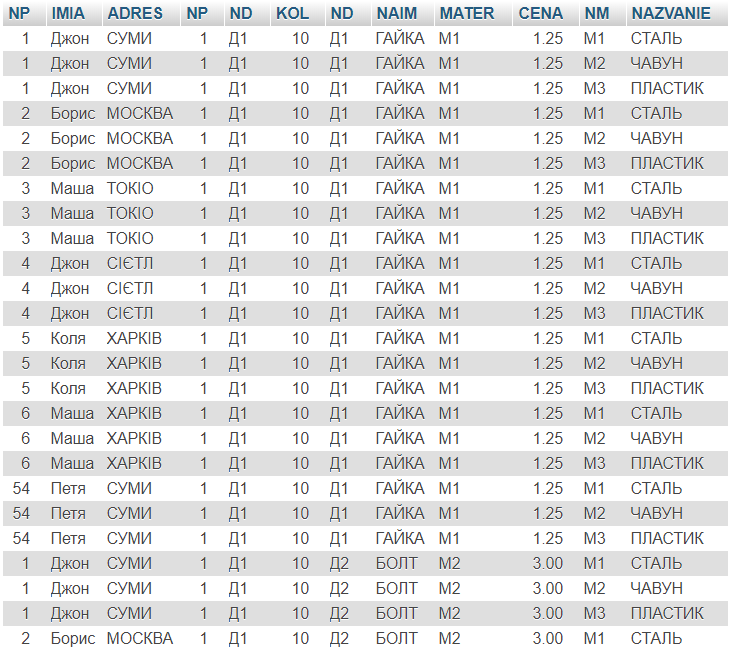 NP IMIA ADRES NP ND KOL ND NAIM MATER CENA NM NAZVANIE
1 Джон СУМИ 1 Д1 10 Д1 ГАЙКА М1 1.25 М1 СТАЛЬ
1 Джон СУМИ 1 Д1 10 Д1 ГАЙКА М1 1.25 М2 ЧАВУН
1 Джон СУМИ 1 Д1 10 Д1 ГАЙКА М1 1.25 М3 ПЛАСТИК
2 Борис МОСКВА 1 Д1 10 Д1 ГАЙКА М1 1.25 М1 СТАЛЬ
2 Борис МОСКВА 1 Д1 10 Д1 ГАЙКА М1 1.25 М2 ЧАВУН
2 Борис МОСКВА 1 Д1 10 Д1 ГАЙКА М1 1.25 М3 ПЛАСТИК
3 Маша ТОКІО 1 Д1 10 Д1 ГАЙКА М1 1.25 М1 СТАЛЬ
3 Маша ТОКІО 1 Д1 10 Д1 ГАЙКА М1 1.25 М2 ЧАВУН
3 Маша ТОКІО 1 Д1 10 Д1 ГАЙКА М1 1.25 М3 ПЛАСТИК
4 Джон СІЄТЛ 1 Д1 10 Д1 ГАЙКА М1 1.25 М1 СТАЛЬ
4 Джон СІЄТЛ 1 Д1 10 Д1 ГАЙКА М1 1.25 М2 ЧАВУН
4 Джон СІЄТЛ 1 Д1 10 Д1 ГАЙКА М1 1.25 М3 ПЛАСТИК
5 Коля ХАРКІВ 1 Д1 10 Д1 ГАЙКА М1 1.25 М1 СТАЛЬ
5 Коля ХАРКІВ 1 Д1 10 Д1 ГАЙКА М1 1.25 М2 ЧАВУН
5 Коля ХАРКІВ 1 Д1 10 Д1 ГАЙКА М1 1.25 М3 ПЛАСТИК
6 Маша ХАРКІВ 1 Д1 10 Д1 ГАЙКА М1 1.25 М1 СТАЛЬ
6 Маша ХАРКІВ 1 Д1 10 Д1 ГАЙКА М1 1.25 М2 ЧАВУН
6 Маша ХАРКІВ 1 Д1 10 Д1 ГАЙКА М1 1.25 М3 ПЛАСТИК
54 Петя СУМИ 1 Д1 10 Д1 ГАЙКА М1 1.25 М1 СТАЛЬ
54 Петя СУМИ 1 Д1 10 Д1 ГАЙКА М1 1.25 М2 ЧАВУН
54 Петя СУМИ 1 Д1 10 Д1 ГАЙКА М1 1.25 М3 ПЛАСТИК
1 Джон СУМИ 1 Д1 10 Д2 БОЛТ М2 3.00 М1 СТАЛЬ
1 Джон СУМИ 1 Д1 10 Д2 БОЛТ М2 3.00 М2 ЧАВУН
1 Джон СУМИ 1 Д1 10 Д2 БОЛТ М2 3.00 М3 ПЛАСТИК
2 Борис МОСКВА 1 Д1 10 Д2 БОЛТ М2 3.00 М1 СТАЛЬ